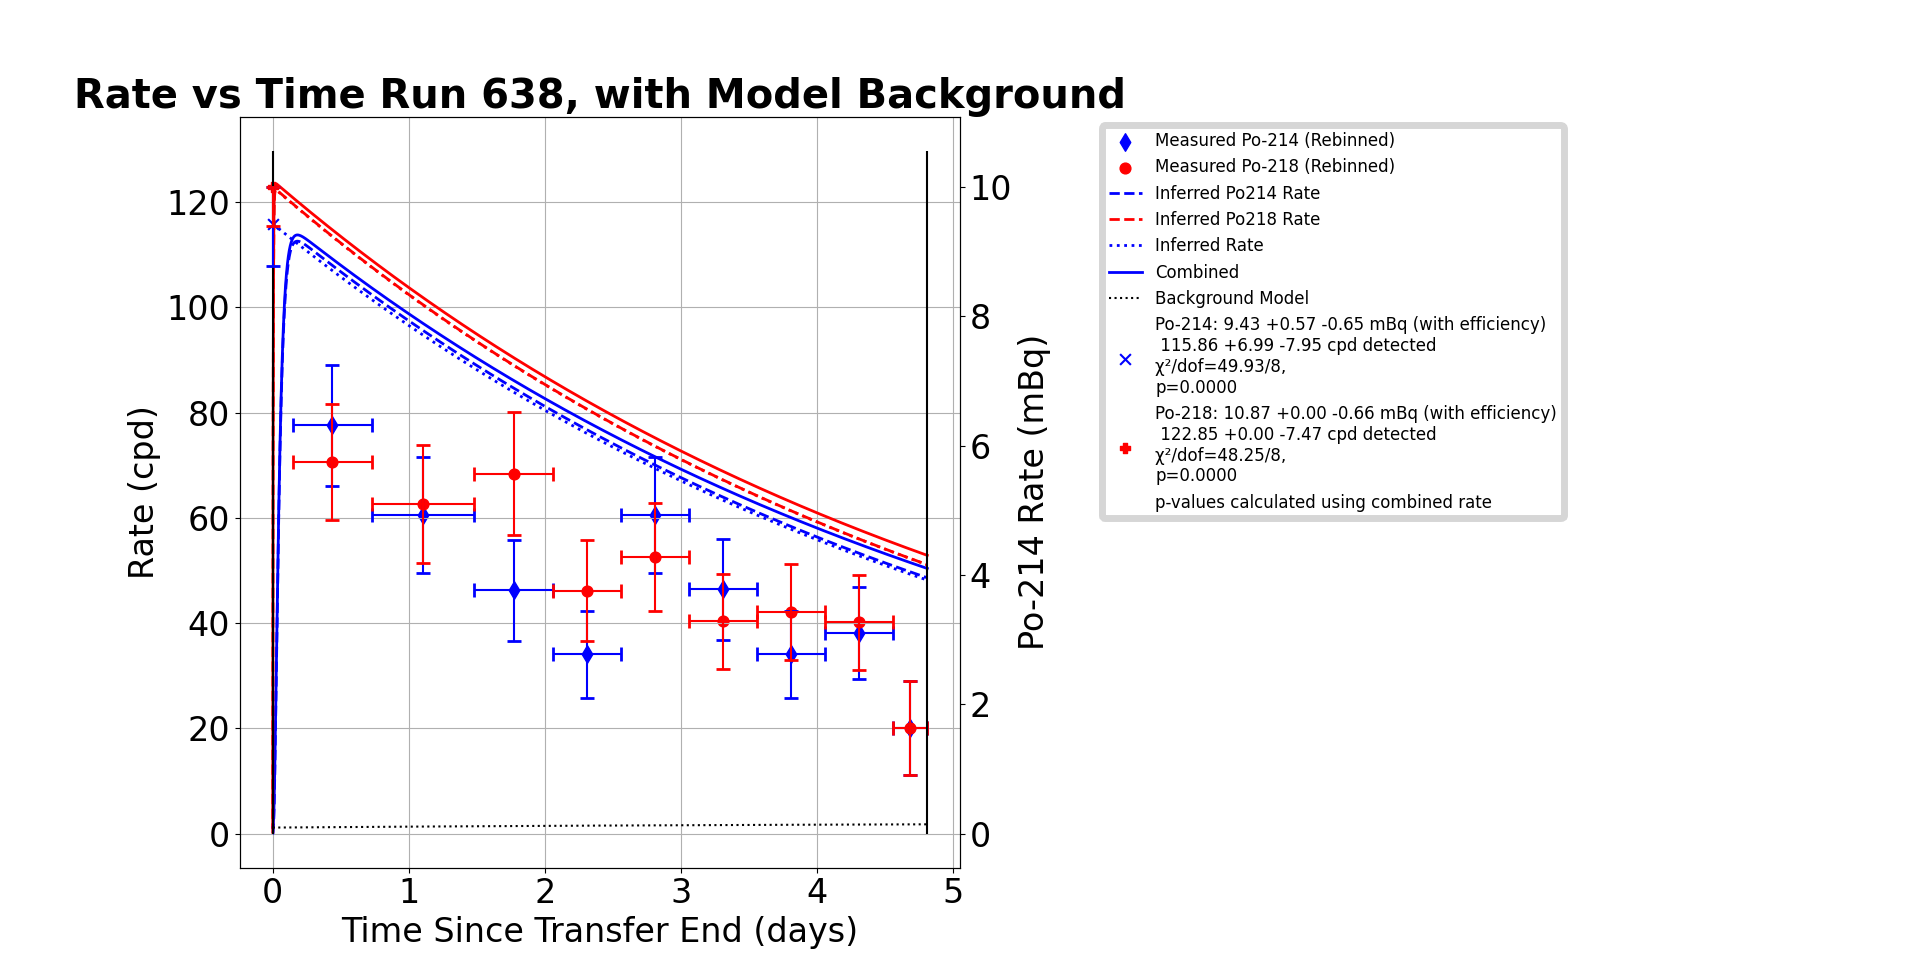 Rate vs Time Run 638, with Model Background
120
100
80
60
40
20
0
Rate (cpd)
0 1 2 3 4 5
Time Since Transfer End (days)
10
8
6
4
2
0
Po-214 Rate (mBq)
Measured Po-214 (Rebinned)
Measured Po-218 (Rebinned)
Inferred Po214 Rate
Inferred Po218 Rate
Inferred Rate
Combined
Background Model
Po-214: 9.43 +0.57 -0.65 mBq (with efficiency)
115.86 +6.99 -7.95 cpd detected
χ²/dof=49.93/8,
p=0.0000
Po-218: 10.87 +0.00 -0.66 mBq (with efficiency)
122.85 +0.00 -7.47 cpd detected
χ²/dof=48.25/8,
p=0.0000
p-values calculated using combined rate